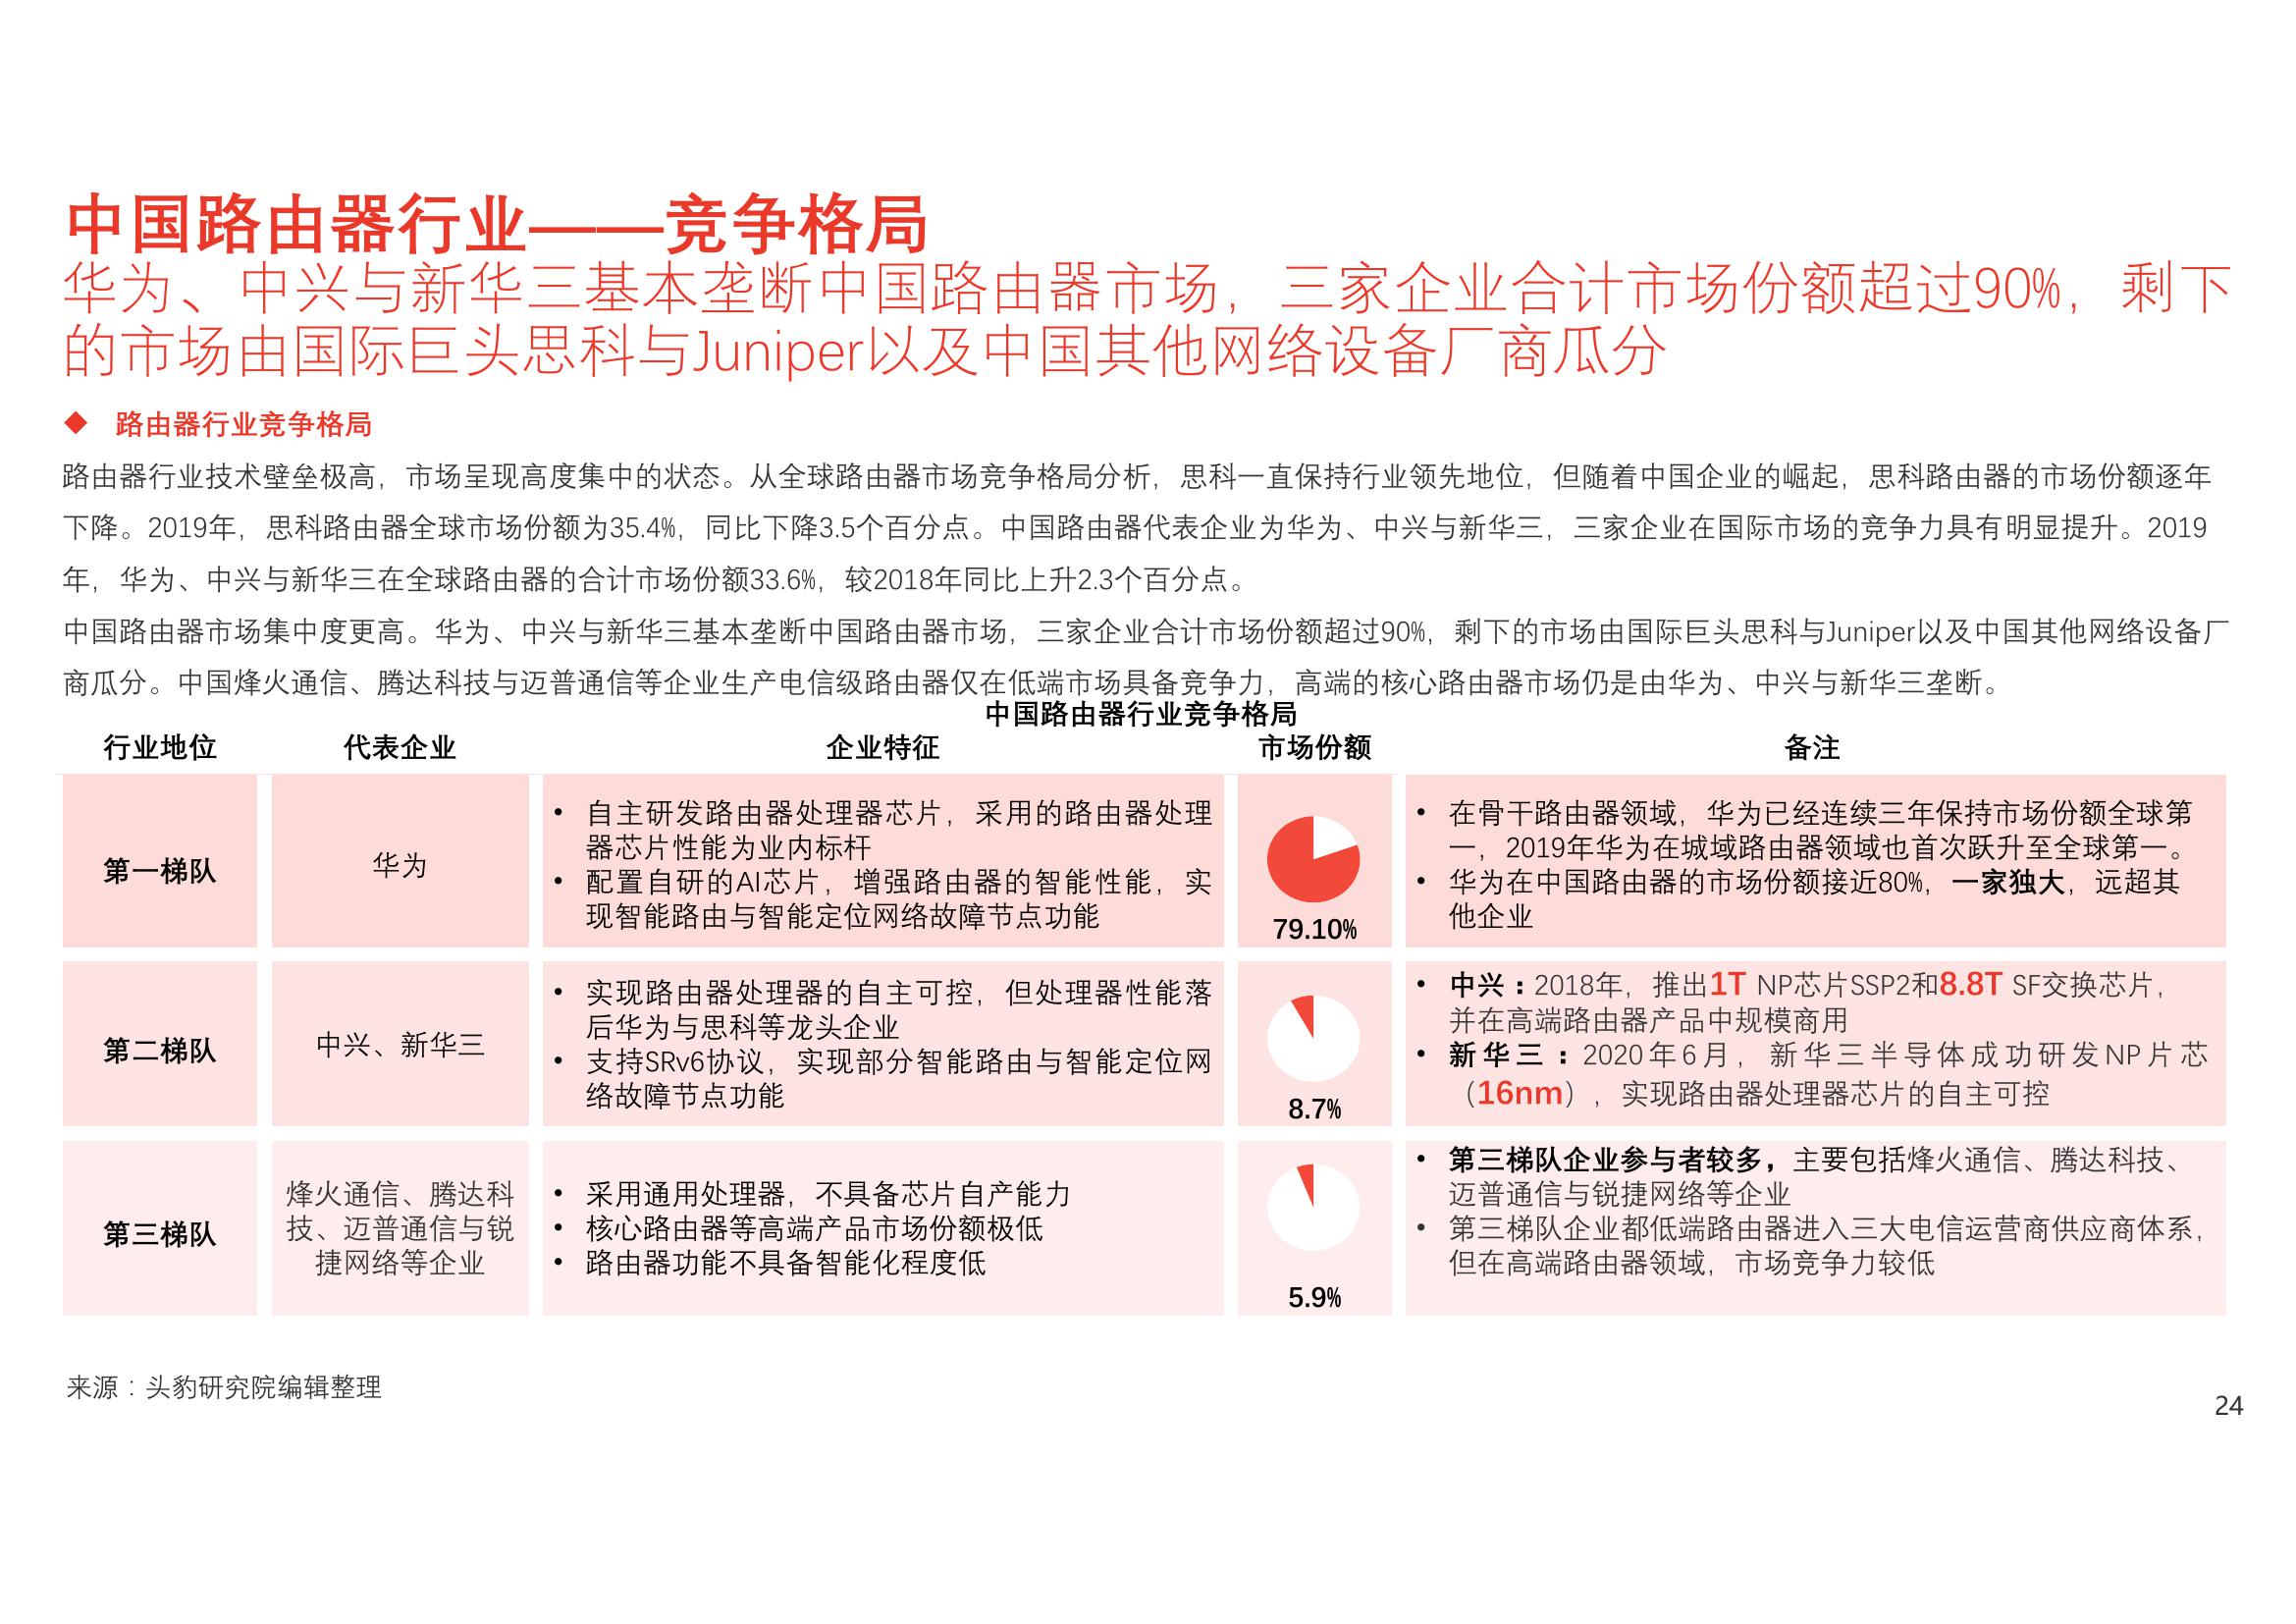 中国路由器行业——竞争格局
华为、中兴与新华三基本垄断中国路由器市场，三家企业合计市场份额超过90%，剩下
的市场由国际巨头思科与Juniper以及中国其他网络设备厂商瓜分
◆ 路由器行业竞争格局
路由器行业技术壁垒极高，市场呈现高度集中的状态。从全球路由器市场竞争格局分析，思科一直保持行业领先地位，但随着中国企业的崛起，思科路由器的市场份额逐年
下降。2019年，思科路由器全球市场份额为35.4%，同比下降3.5个百分点。中国路由器代表企业为华为、中兴与新华三，三家企业在国际市场的竞争力具有明显提升。2019
年，华为、中兴与新华三在全球路由器的合计市场份额33.6%，较2018年同比上升2.3个百分点。
中国路由器市场集中度更高。华为、中兴与新华三基本垄断中国路由器市场，三家企业合计市场份额超过90%，剩下的市场由国际巨头思科与Juniper以及中国其他网络设备厂
商瓜分。中国烽火通信、腾达科技与迈普通信等企业生产电信级路由器仅在低端市场具备竞争力，高端的核心路由器市场仍是由华为、中兴与新华三垄断。
中国路由器行业竞争格局
行业地位 代表企业 企业特征 市场份额 备注
第一梯队
华为
• 自主研发路由器处理器芯片，采用的路由器处理
器芯片性能为业内标杆
• 配置自研的AI芯片，增强路由器的智能性能，实
现智能路由与智能定位网络故障节点功能
79.10%
• 在骨干路由器领域，华为已经连续三年保持市场份额全球第
一，2019年华为在城域路由器领域也首次跃升至全球第一。
• 华为在中国路由器的市场份额接近80%，一家独大，远超其
他企业
第二梯队
中兴、新华三
• 实现路由器处理器的自主可控，但处理器性能落
后华为与思科等龙头企业
• 支持SRv6协议，实现部分智能路由与智能定位网
络故障节点功能
8.7%
• 中兴：2018年，推出1T NP芯片SSP2和8.8T SF交换芯片，
并在高端路由器产品中规模商用
• 新华三：2020年6月，新华三半导体成功研发NP片芯
（16nm），实现路由器处理器芯片的自主可控
第三梯队
烽火通信、腾达科
技、迈普通信与锐
捷网络等企业
• 采用通用处理器，不具备芯片自产能力
• 核心路由器等高端产品市场份额极低
• 路由器功能不具备智能化程度低
5.9%
• 第三梯队企业参与者较多，主要包括烽火通信、腾达科技、
迈普通信与锐捷网络等企业
• 第三梯队企业都低端路由器进入三大电信运营商供应商体系，
但在高端路由器领域，市场竞争力较低
来源：头豹研究院编辑整理
24